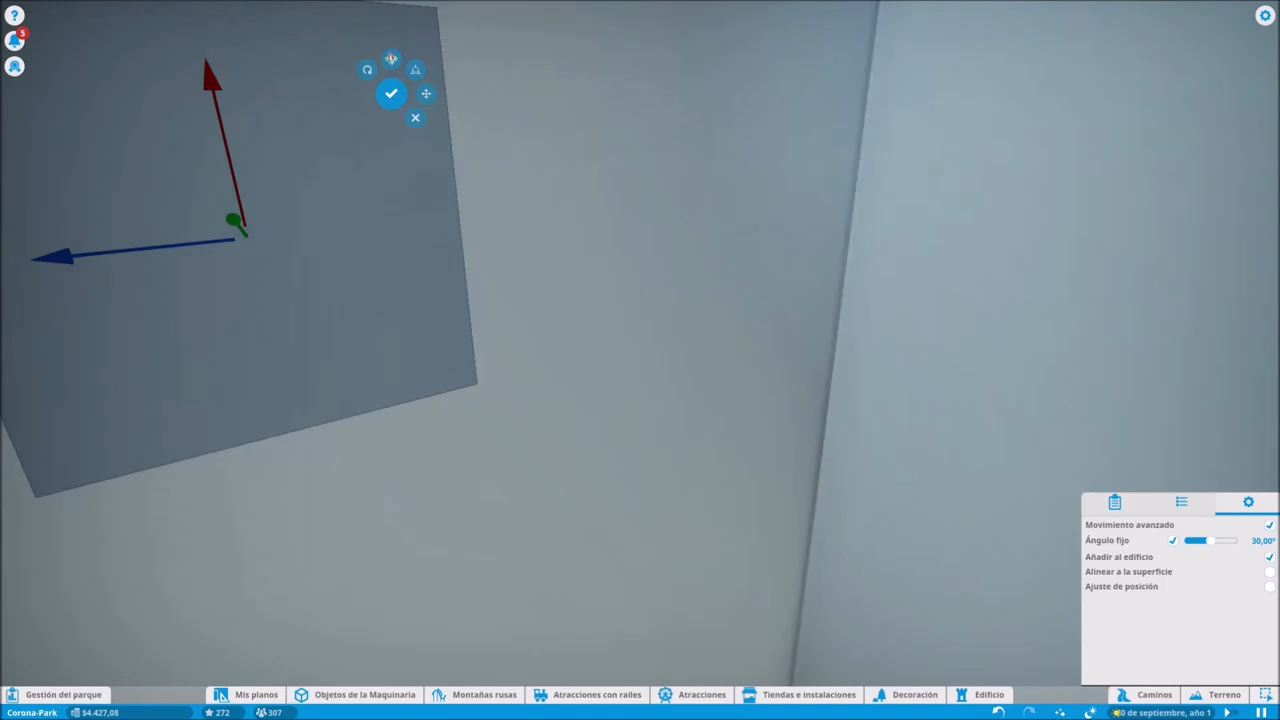 ?
5
Movimiento avanzado
Ángulo fijo 30,00°
Añadir al edificio
Alinear a la superficie
Ajuste de posición
Gestión del parque Mis planos Objetos de la Maquinaria Montañas rusas Atracciones con raíles Atracciones Tiendas e instalaciones Decoración Edificio Caminos Terreno
Corona-Park $4.427,08 272 307 de septiembre, año 1